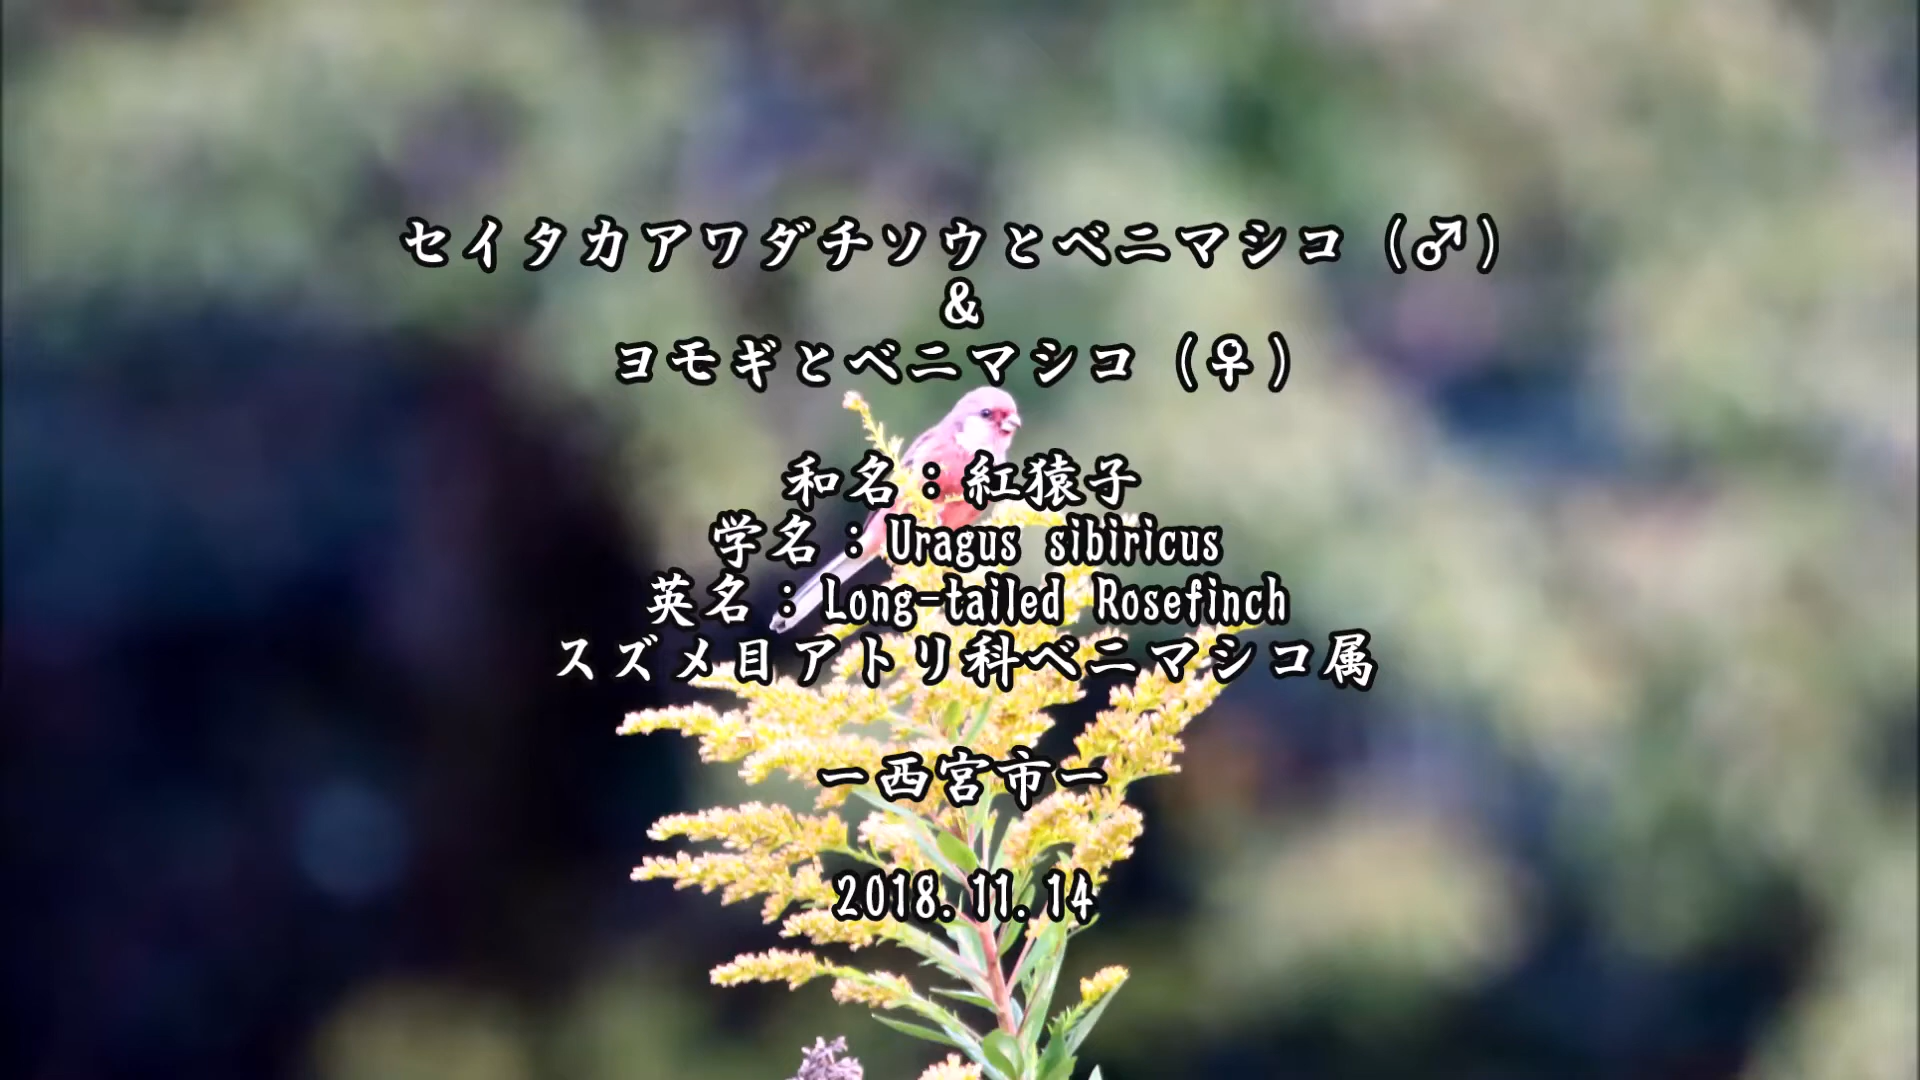 セイタカアワダチソウとベニマシコ（♂）
&
ヨモギとベニマシコ（♀）
和名：紅猿子
学名：Uragus sibiricus
英名：Long-tailed Rosefinch
スズメ目アトリ科ベニマシコ属
－西宮市－
2018.11.14